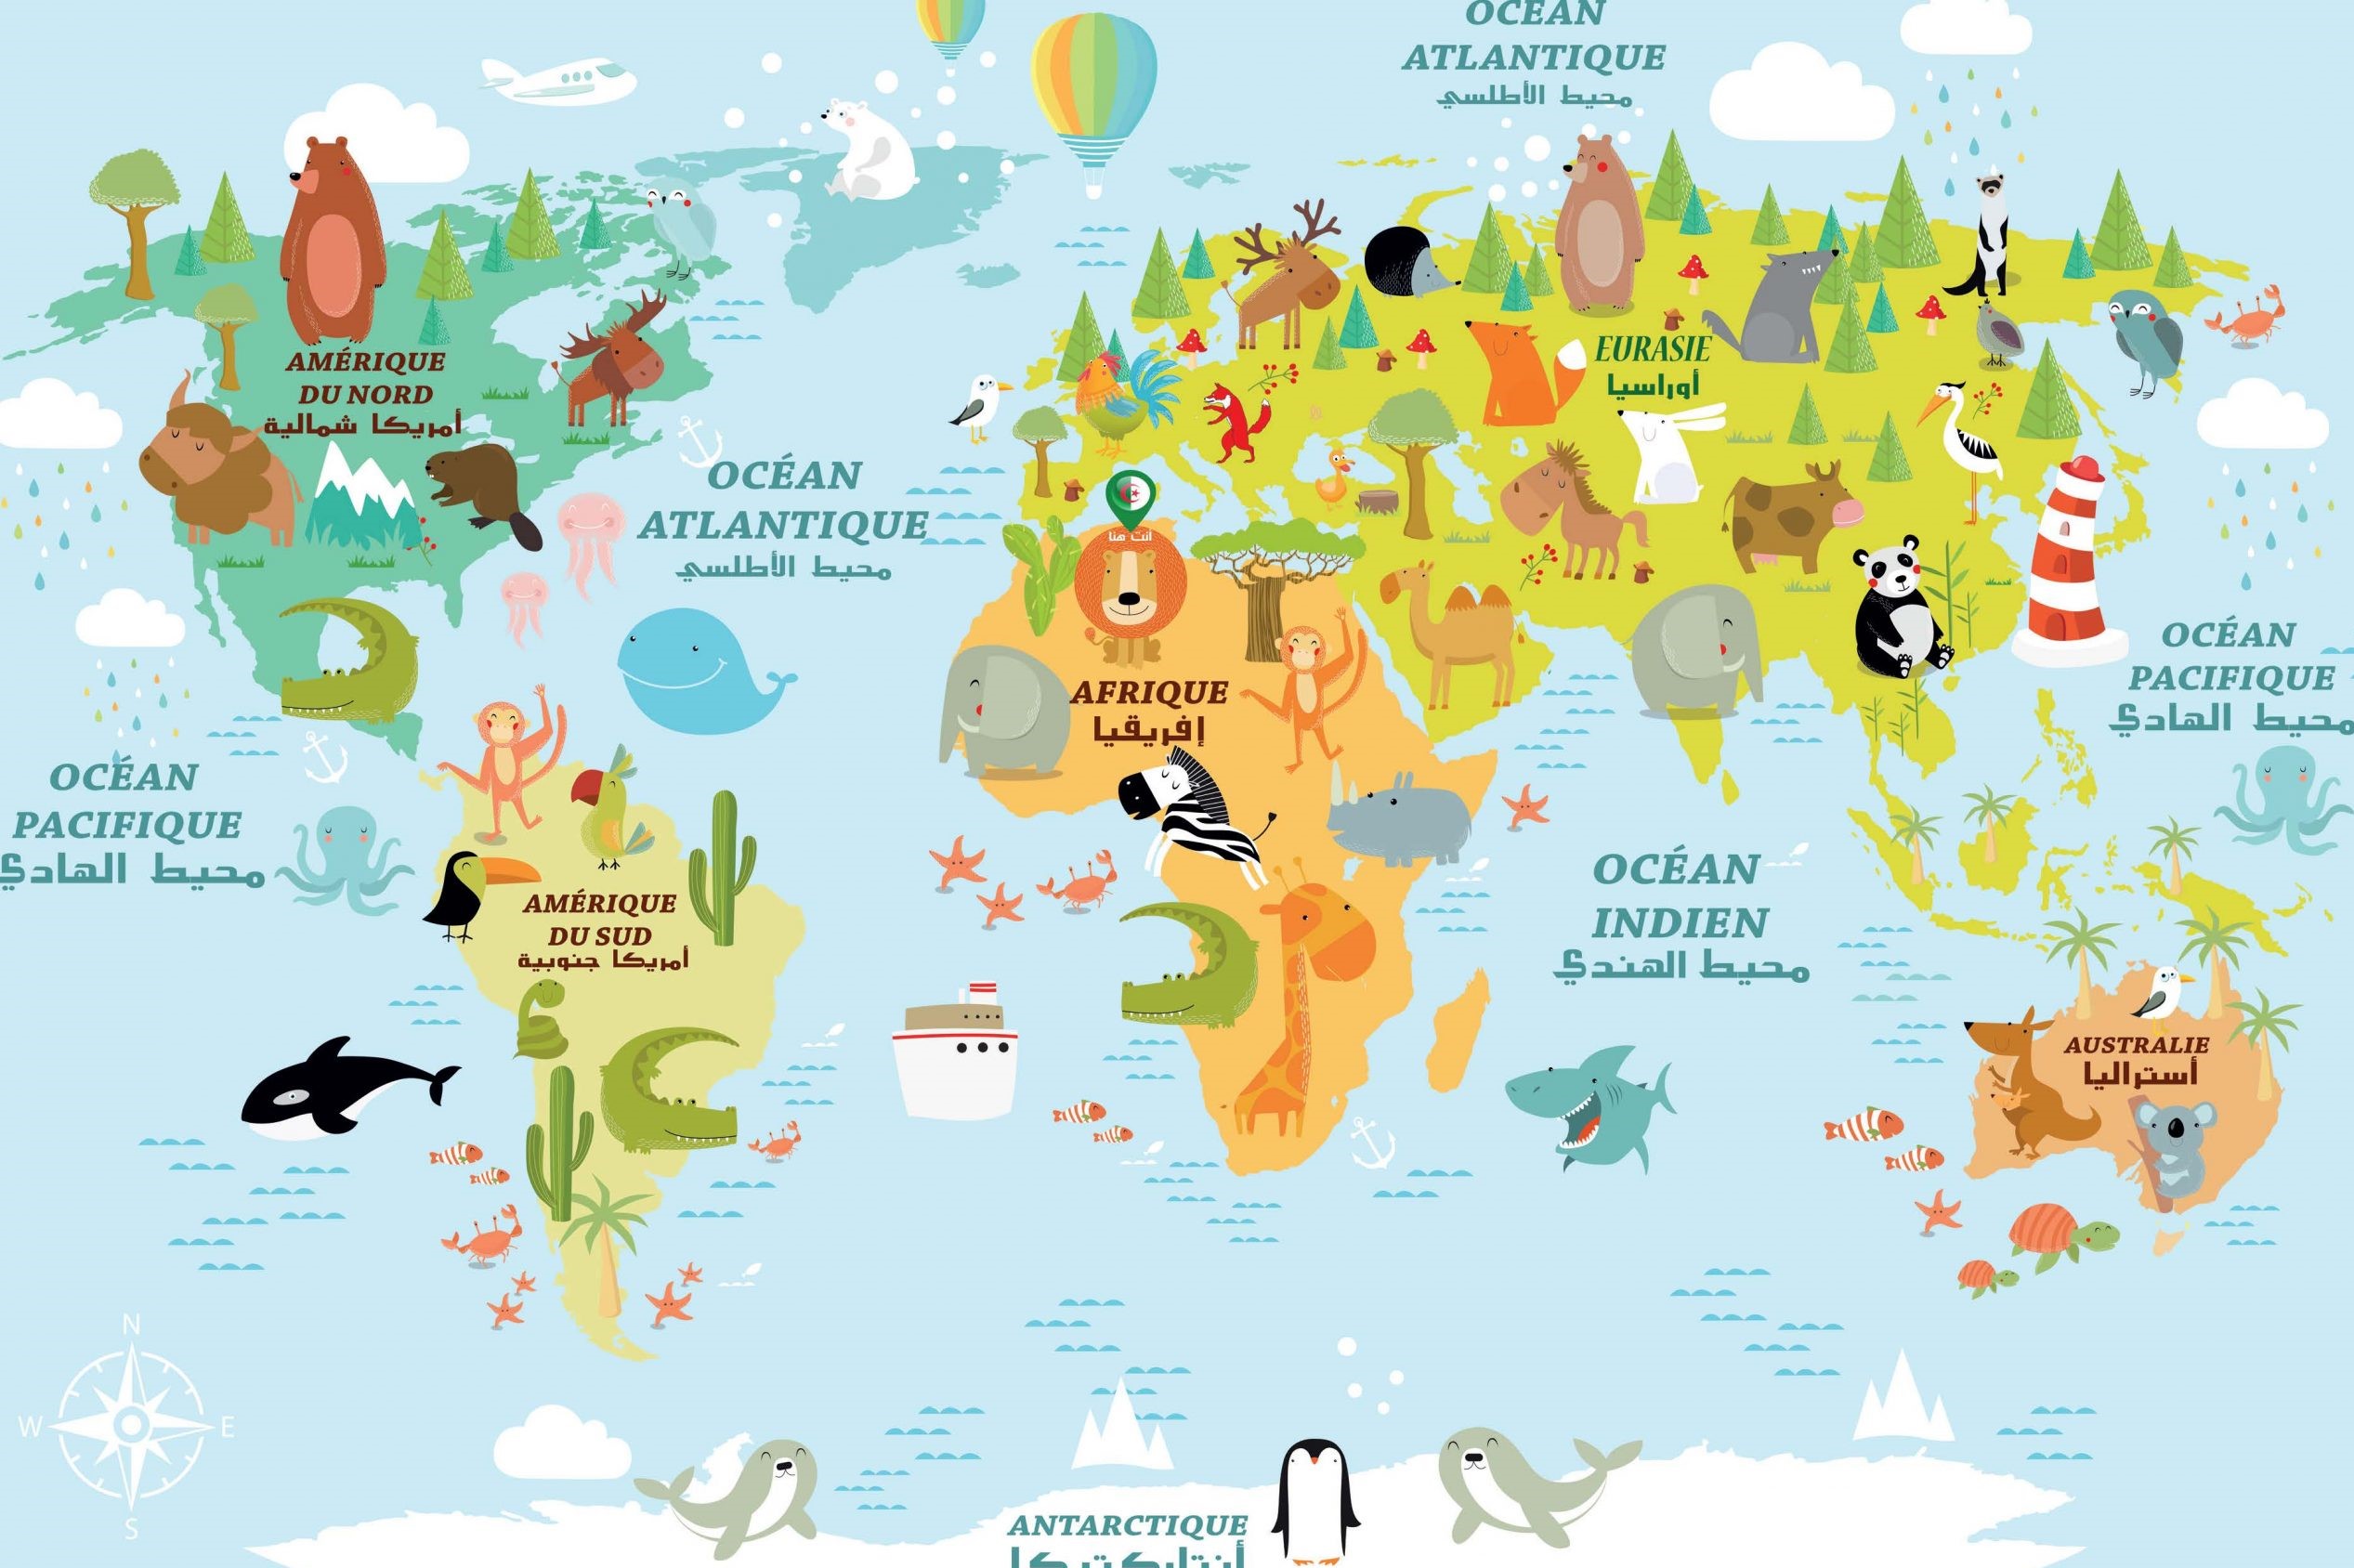 OCÉAN
ATLANTIQUE
محيط الأطلسي
AMÉRIQUE
DU NORD
أمريكا شمالية
EURASIE
أوراسيا
OCÉAN
ATLANTIQUE
محيط الأطلسي
أنت هنا
OCÉAN
PACIFIQUE
محيط الهادي
AFRIQUE
إفريقيا
OCÉAN
PACIFIQUE
محيط الهادي
OCÉAN
INDIEN
محيط الهندي
AMÉRIQUE
DU SUD
أمريكا جنوبية
AUSTRALIE
أستراليا
N
W E
S
ANTARCTIQUE
أنتاركتيكا